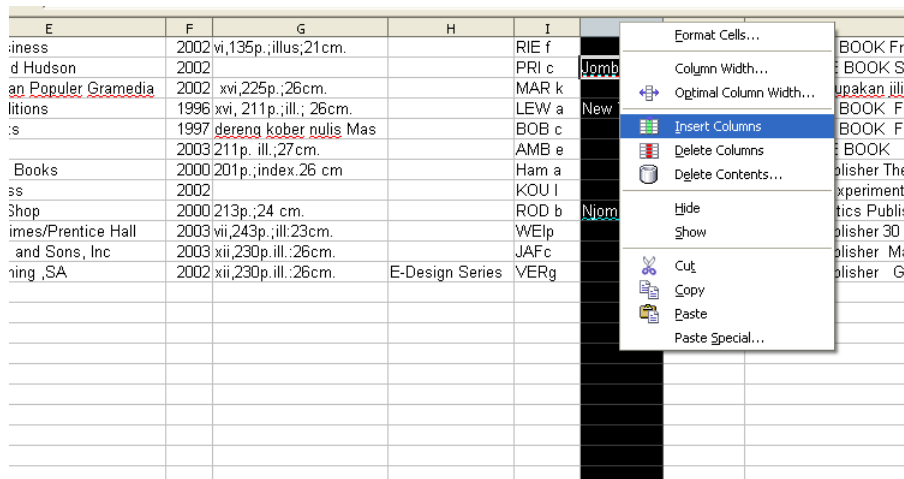 E F G H I
iness 2002 vi,135p.;illus;21cm. RIE f BOOK Fr
d Hudson 2002 PRI c Jomb BOOK S
an Populer Gramedia 2002 xvi,225p.;26cm. MAR k upakan jili
litions 1996 xvi, 211p.;ill.; 26cm. LEW a New BOOK F
s 1997 dereng kober nulis Mas BOB c BOOK F
2003 211p. ill.;27cm. AMB e BOOK
Books 2000 201p.;index.26 cm Ham a blisher The
ss 2002 KOU l xperiment
Shop 2000 213p.;24 cm. ROD b Njom tics Publis
imes/Prentice Hall 2003 vii,243p.;ill:23cm. WEIp blisher 30
and Sons, Inc 2003 xii,230p.ill.:26cm. JAFc blisher Ma
ning ,SA 2002 xii,230p.ill.:26cm. E-Design Series VERg blisher G
Format Cells...
Column Width...
Optimal Column Width...
Insert Columns
Delete Columns
Delete Contents...
Hide
Show
Cut
Copy
Paste
Paste Special...